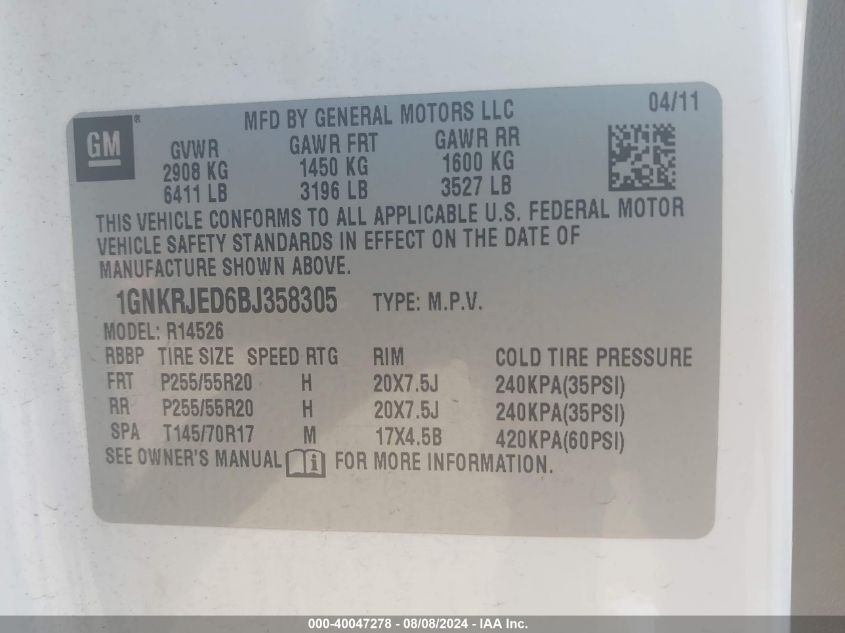 GM® MFD BY GENERAL MOTORS LLC 04/11
GVWR GAWR FRT GAWR RR
2908 KG 1450 KG 1600 KG
6411 LB 3196 LB 3527 LB
THIS VEHICLE CONFORMS TO ALL APPLICABLE U.S. FEDERAL MOTOR
VEHICLE SAFETY STANDARDS IN EFFECT ON THE DATE OF
MANUFACTURE SHOWN ABOVE.
1GNKRJED6BJ358305 TYPE: M.P.V.
MODEL: R14526
RBBP TIRE SIZE SPEED RTG RIM COLD TIRE PRESSURE
FRT P255/55R20 H 20X7.5J 240KPA(35PSI)
RR P255/55R20 H 20X7.5J 240KPA(35PSI)
SPA T145/70R17 M 17X4.5B 420KPA(60PSI)
SEE OWNER'S MANUAL i FOR MORE INFORMATION.
000-40047278 - 08/08/2024 - IAA Inc.